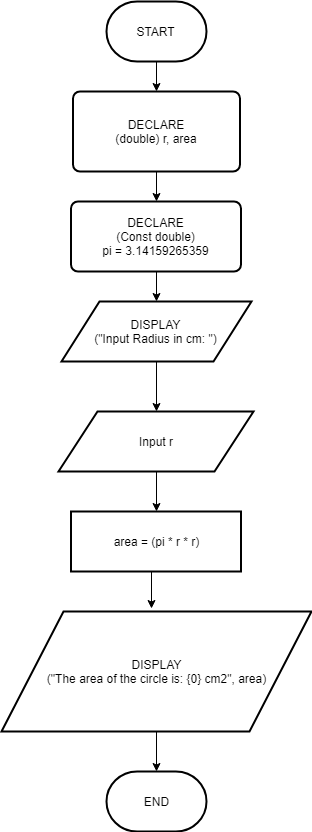 START
DECLARE
(double) r, area
DECLARE
(Const double)
pi = 3.14159265359
DISPLAY
("Input Radius in cm: ")
Input r
area = (pi * r * r)
DISPLAY
("The area of the circle is: {0} cm2", area)
END